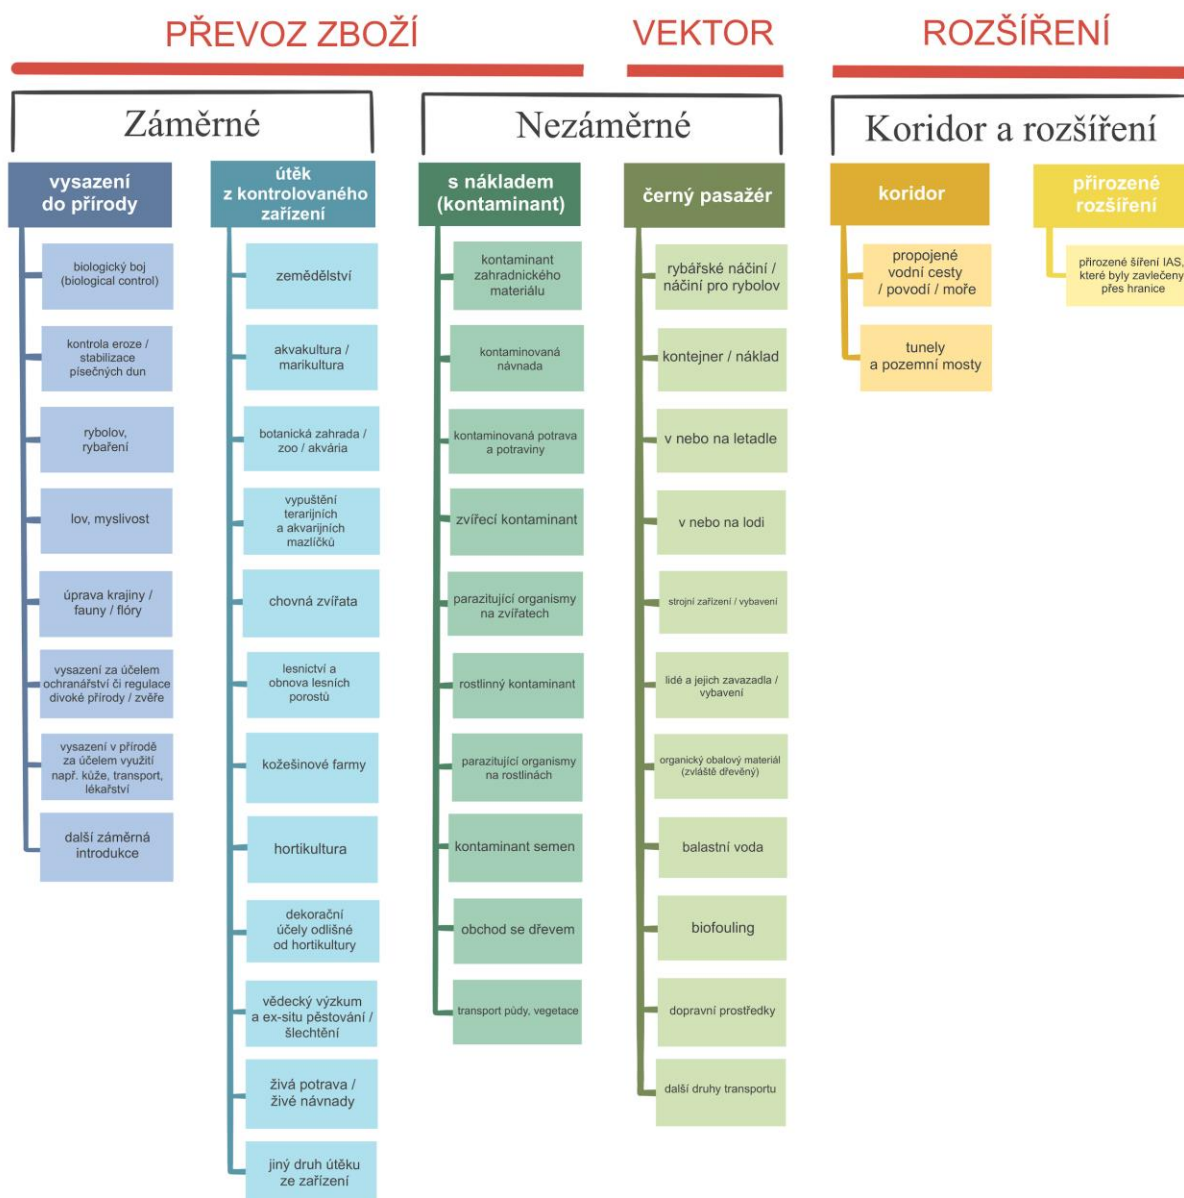 PŘEVOZ ZBOŽÍ
VEKTOR
ROZŠÍŘENÍ
Záměrné
Nezáměrné
Koridor a rozšíření
vysazení
do přírody
biologický boj
(biological control)
kontrola eroze /
stabilizace
písečných dun
rybolov,
rybaření
lov, myslivost
úprava krajiny /
fauny / flóry
vysazení za účelem
ochranářství či regulace
divoké přírody / zvěře
vysazení v přírodě
za účelem využití
např. kůže, transport,
lékařství
další záměrná
introdukce
útěk
z kontrolovaného
zařízení
zemědělství
akvakultura /
marikultura
botanická zahrada /
zoo / akvária
vypuštění
terarijních
a akvarijních
mazlíčků
chovná zvířata
lesnictví a
obnova lesních
porostů
kožešinové farmy
hortikultura
dekorační
účely odlišné
od hortikultury
vědecký výzkum
a ex-situ pěstování /
šlechtění
živá potrava /
živé návnady
jiný druh útěku
ze zařízení
s nákladem
(kontaminant)
kontaminant
zahradnického
materiálu
kontaminovaná
návnada
kontaminovaná potrava
a potraviny
zvířecí kontaminant
parazitující organismy
na zvířatech
rostlinný kontaminant
parazitující organismy
na rostlinách
kontaminant semen
obchod se dřevem
transport půdy, vegetace
černý pasažér
rybářské náčiní /
náčiní pro rybolov
kontejner / náklad
v nebo na letadle
v nebo na lodi
strojní zařízení / vybavení
lidé a jejich zavazadla /
vybavení
organický obalový materiál
(zvláště dřevěný)
balastní voda
biofouling
dopravní prostředky
další druhy transportu
koridor
propojené
vodní cesty
/ povodí / moře
tunely
a pozemní mosty
přirozené
rozšíření
přirozené šíření IAS,
které byly zavlečeny
přes hranice